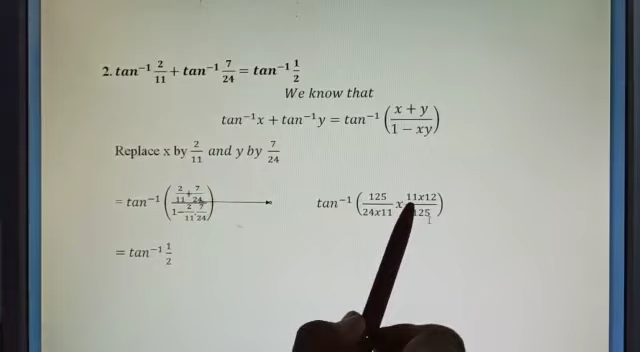 2. tan⁻¹ 2/11 + tan⁻¹ 7/24 = tan⁻¹ 1/2
We know that
tan⁻¹x + tan⁻¹y = tan⁻¹ ((x + y)/(1 − xy))
Replace x by 2/11 and y by 7/24
= tan⁻¹ ((2/11 + 7/24)/(1 − 2/11 · 7/24)) tan⁻¹ (125/24x11 x 11x12/125)
= tan⁻¹ 1/2